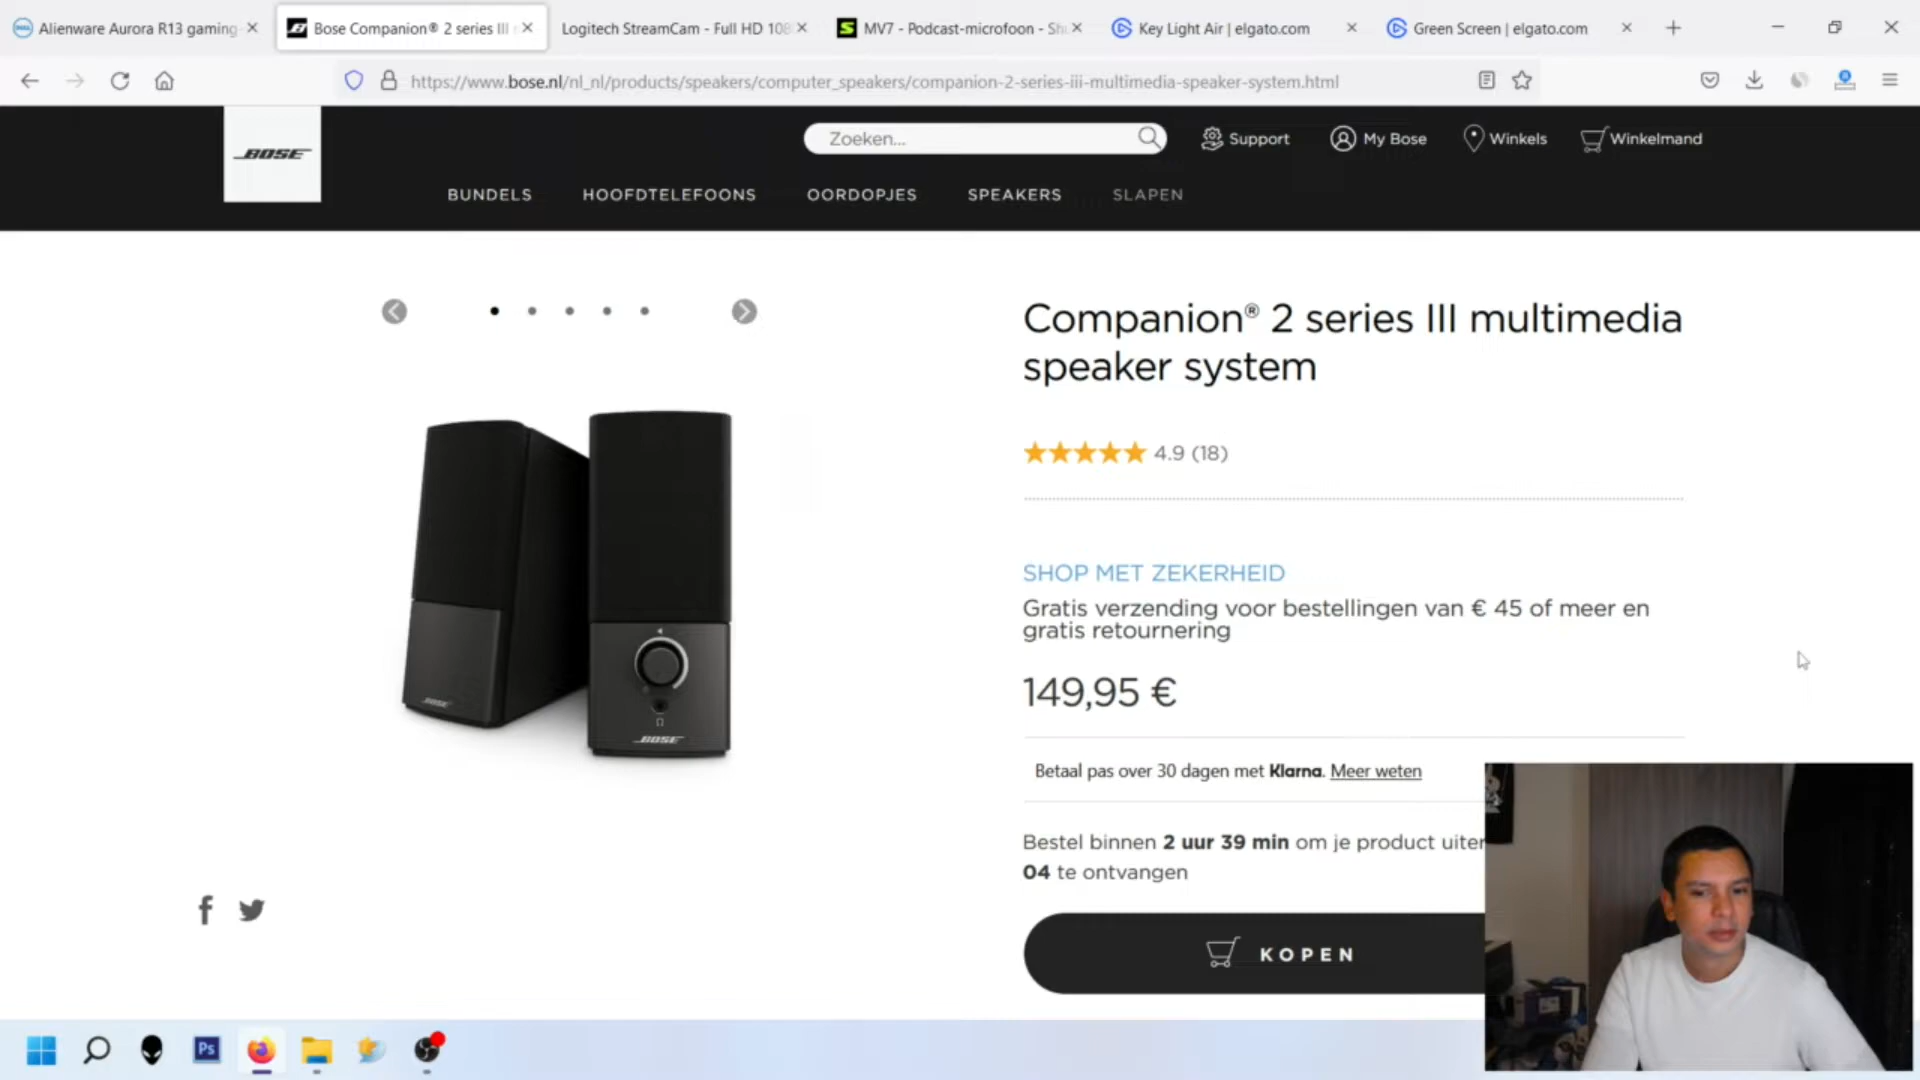 Alienware Aurora R13 gaming
Bose Companion® 2 series III
Logitech StreamCam - Full HD 108
MV7 - Podcast-microfoon - Sh
Key Light Air | elgato.com
Green Screen | elgato.com
https://www.bose.nl/nl_nl/products/speakers/computer_speakers/companion-2-series-iii-multimedia-speaker-system.html
BOSE
Zoeken...
Support
My Bose
Winkels
Winkelmand
BUNDELS
HOOFDTELEFOONS
OORDOPJES
SPEAKERS
SLAPEN
Companion® 2 series III multimedia
speaker system
4.9 (18)
SHOP MET ZEKERHEID
Gratis verzending voor bestellingen van € 45 of meer en
gratis retournering
149,95 €
BOSE
BOSE
Betaal pas over 30 dagen met Klarna. Meer weten
Bestel binnen 2 uur 39 min om je product uiter
04 te ontvangen
KOPEN
Ps